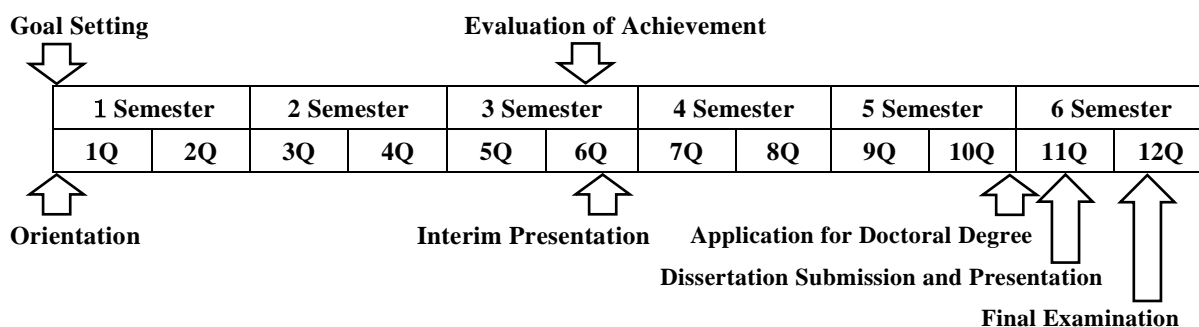 Goal Setting Evaluation of Achievement
１ Semester 2 Semester 3 Semester 4 Semester 5 Semester 6 Semester
1Q 2Q 3Q 4Q 5Q 6Q 7Q 8Q 9Q 10Q 11Q 12Q
Orientation Interim Presentation Application for Doctoral Degree
Dissertation Submission and Presentation
Final Examination